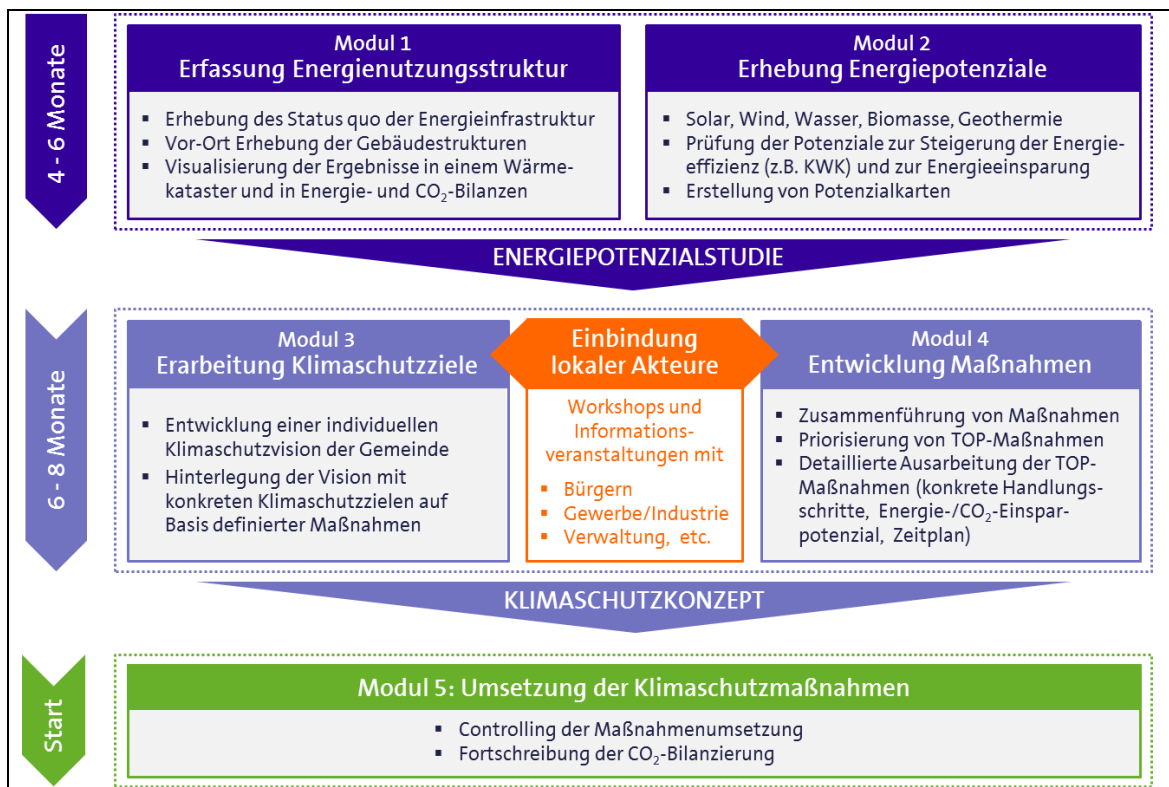 4 - 6 Monate
Modul 1
Erfassung Energienutzungsstruktur
▪ Erhebung des Status quo der Energieinfrastruktur
▪ Vor-Ort Erhebung der Gebäudestrukturen
▪ Visualisierung der Ergebnisse in einem Wärme-
kataster und in Energie- und CO₂-Bilanzen
Modul 2
Erhebung Energiepotenziale
▪ Solar, Wind, Wasser, Biomasse, Geothermie
▪ Prüfung der Potenziale zur Steigerung der Energie-
effizienz (z.B. KWK) und zur Energieeinsparung
▪ Erstellung von Potenzialkarten
ENERGIEPOTENZIALSTUDIE
6 - 8 Monate
Modul 3
Erarbeitung Klimaschutzziele
▪ Entwicklung einer individuellen
Klimaschutzvision der Gemeinde
▪ Hinterlegung der Vision mit
konkreten Klimaschutzzielen auf
Basis definierter Maßnahmen
Einbindung
lokaler Akteure
Workshops und
Informations-
veranstaltungen mit
▪ Bürgern
▪ Gewerbe/Industrie
▪ Verwaltung, etc.
Modul 4
Entwicklung Maßnahmen
▪ Zusammenführung von Maßnahmen
▪ Priorisierung von TOP-Maßnahmen
▪ Detaillierte Ausarbeitung der TOP-
Maßnahmen (konkrete Handlungs-
schritte, Energie-/CO₂-Einspar-
potenzial, Zeitplan)
KLIMASCHUTZKONZEPT
Start
Modul 5: Umsetzung der Klimaschutzmaßnahmen
▪ Controlling der Maßnahmenumsetzung
▪ Fortschreibung der CO₂-Bilanzierung